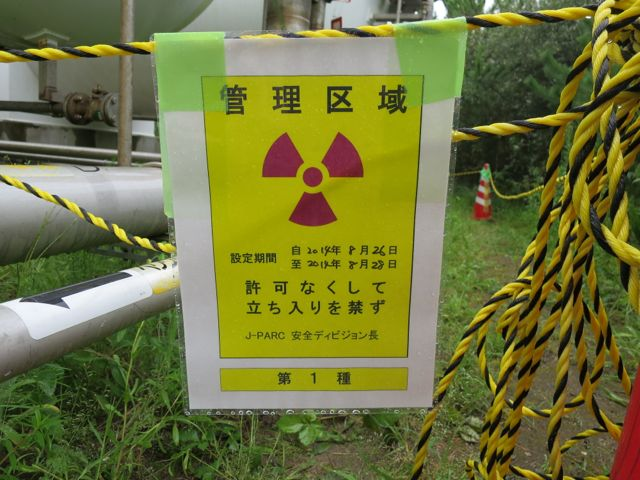 管理区域
設定期間 自2014年 8月26日
至2014年 8月28日
許可なくして
立ち入りを禁ず
J-PARC 安全ディビジョン長
第1種